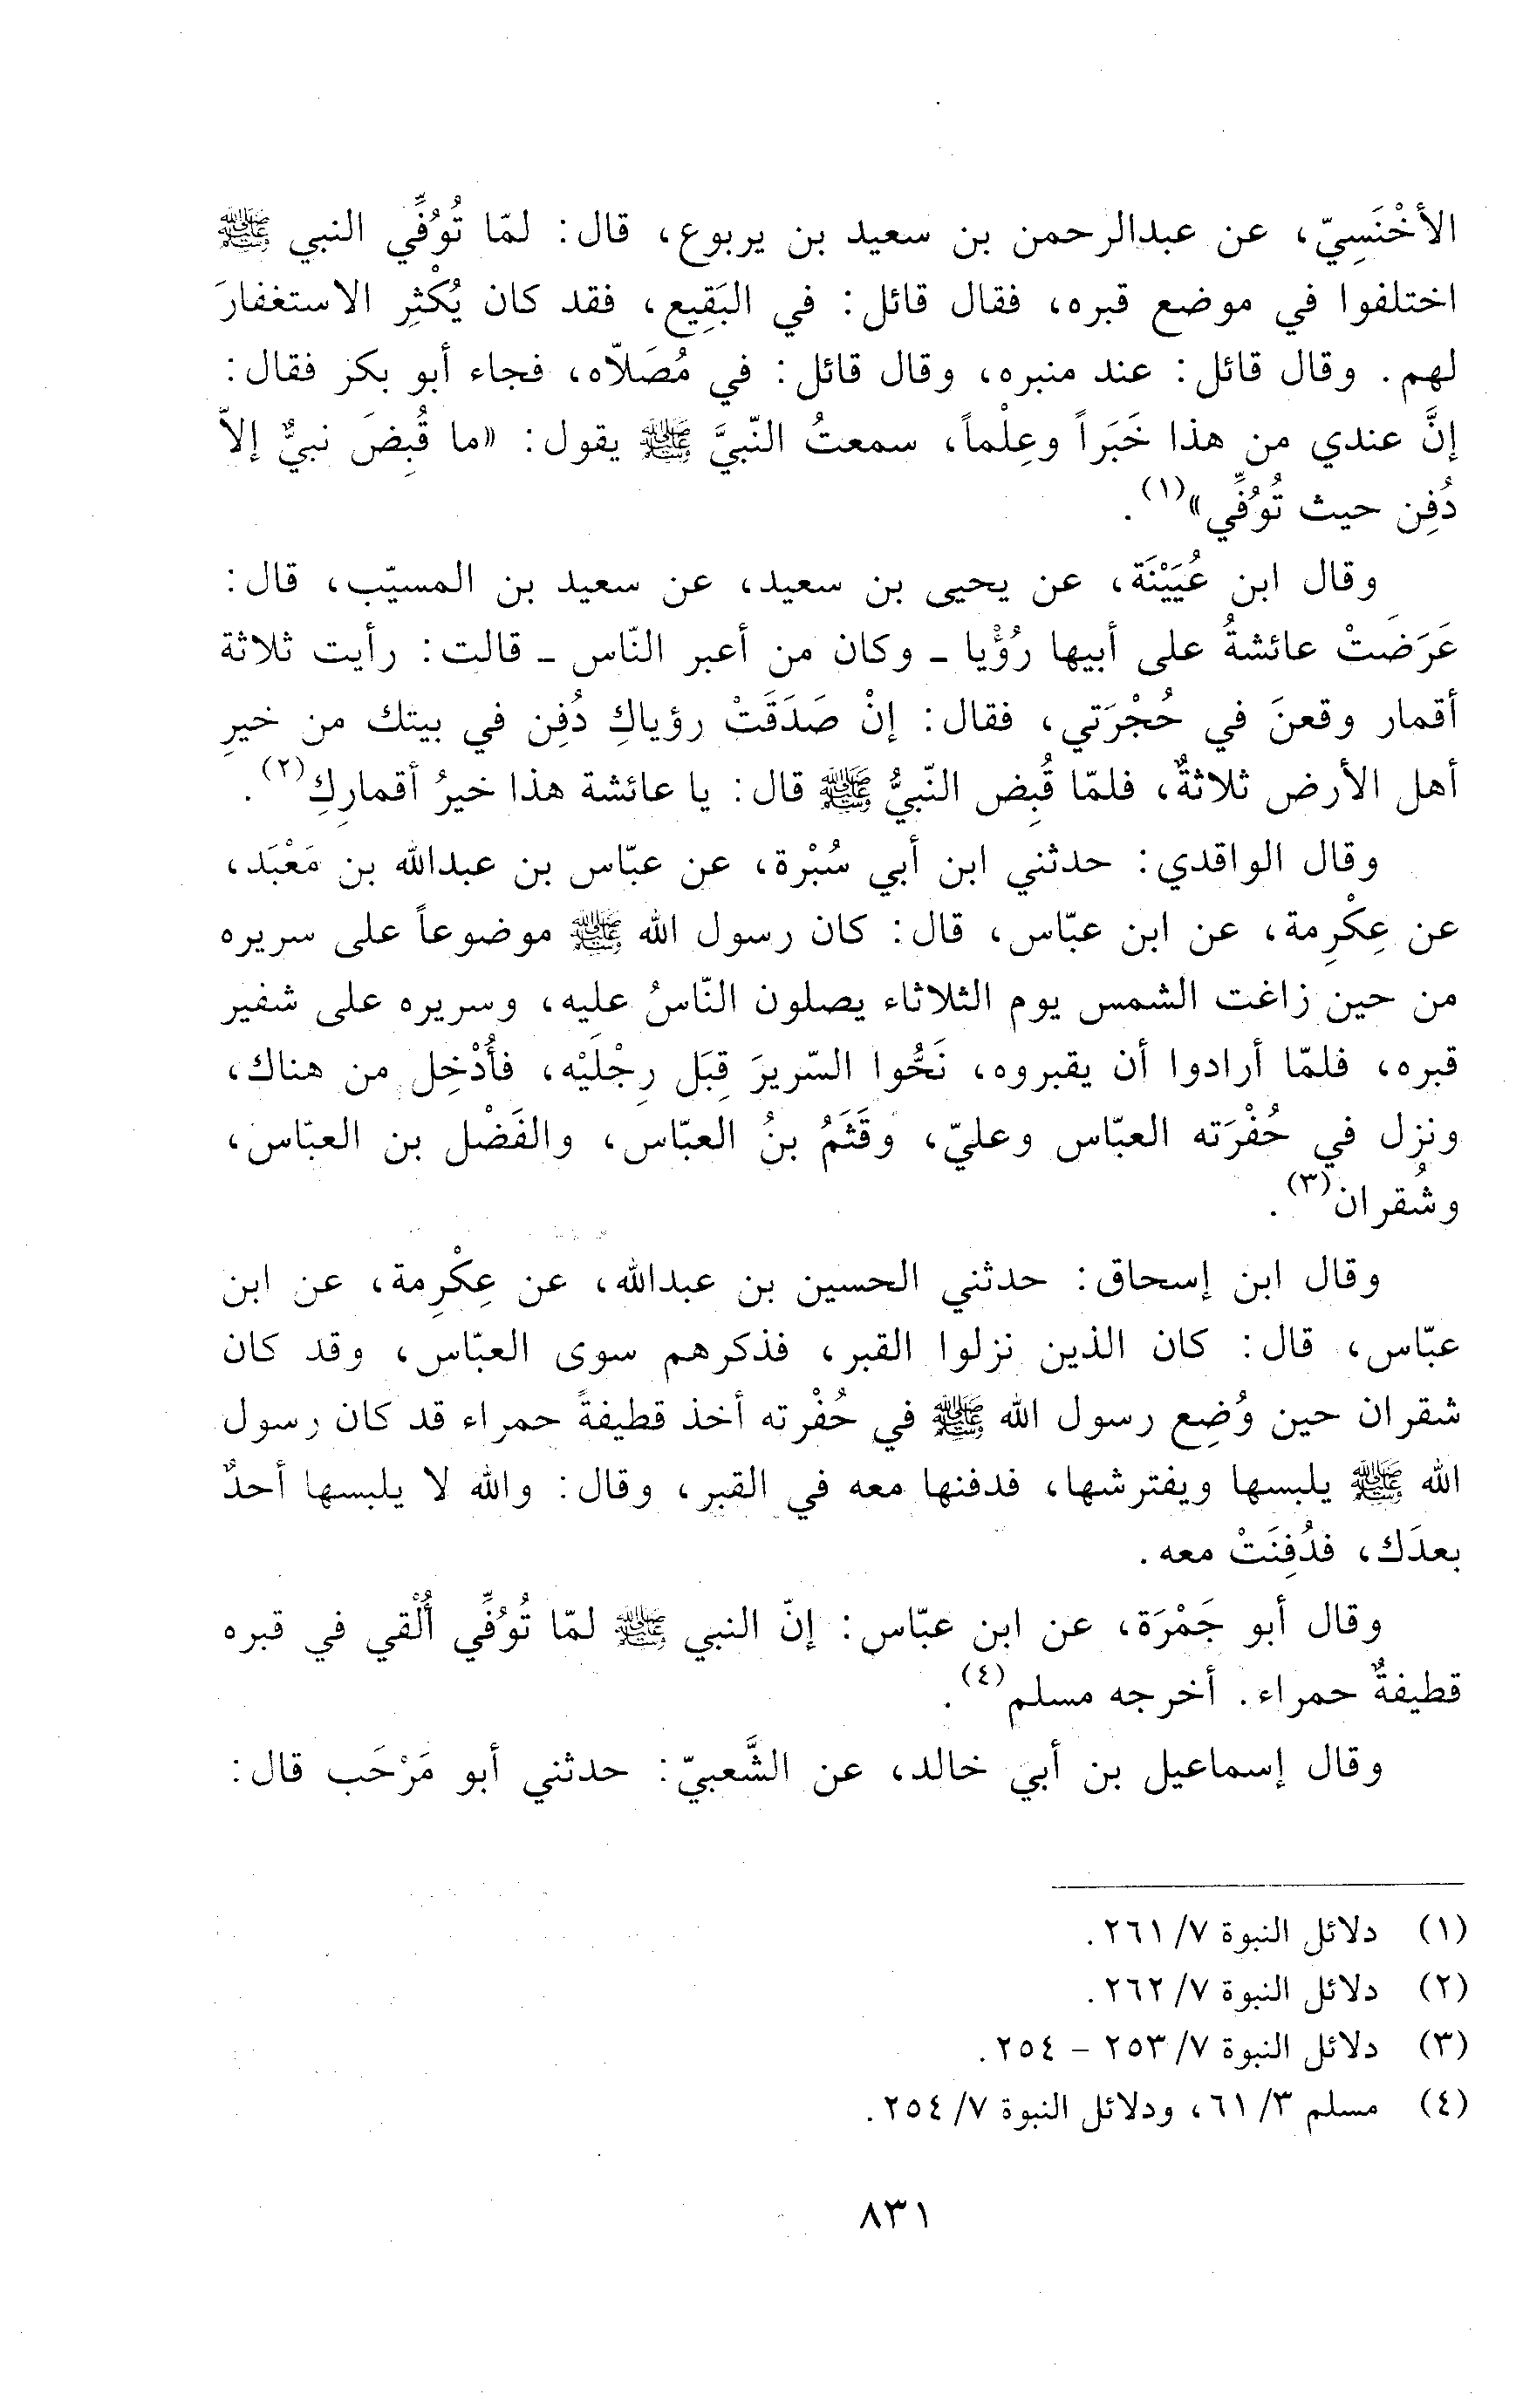 الأخْنَسِيّ، عن عبدالرحمن بن سعيد بن يربوع، قال: لمّا تُوُفِّي النبي ﷺ
اختلفوا في موضع قبره، فقال قائل: في البَقِيع، فقد كان يُكْثِر الاستغفارَ
لهم. وقال قائل: عند منبره، وقال قائل: في مُصَلاّه، فجاء أبو بكر فقال:
إنَّ عندي من هذا خَبَراً وعِلْماً، سمعتُ النّبيَّ ﷺ يقول: «ما قُبِضَ نبيٌّ إلاّ
دُفِن حيث تُوُفِّي»(١).
وقال ابن عُيَيْنَة، عن يحيى بن سعيد، عن سعيد بن المسيّب، قال:
عَرَضَتْ عائشةُ على أبيها رُؤْيا ـ وكان من أعبر النّاس ـ قالت: رأيت ثلاثة
أقمار وقعنَ في حُجْرَتي، فقال: إنْ صَدَقَتْ رؤياكِ دُفِن في بيتك من خيرِ
أهل الأرض ثلاثةٌ، فلمّا قُبِض النّبيُّ ﷺ قال: يا عائشة هذا خيرُ أقمارِكِ(٢).
وقال الواقدي: حدثني ابن أبي سُبْرة، عن عبّاس بن عبدالله بن مَعْبَد،
عن عِكْرِمة، عن ابن عبّاس، قال: كان رسول الله ﷺ موضوعاً على سريره
من حين زاغت الشمس يوم الثلاثاء يصلون النّاسُ عليه، وسريره على شفير
قبره، فلمّا أرادوا أن يقبروه، نَحُّوا السّريرَ قِبَل رِجْلَيْه، فأُدْخِل من هناك،
ونزل في حُفْرَته العبّاس وعليّ، وقَثَمُ بنُ العبّاس، والفَضْل بن العبّاس،
وشُقران(٣).
وقال ابن إسحاق: حدثني الحسين بن عبدالله، عن عِكْرِمة، عن ابن
عبّاس، قال: كان الذين نزلوا القبر، فذكرهم سوى العبّاس، وقد كان
شقران حين وُضِع رسول الله ﷺ في حُفْرته أخذ قطيفةً حمراء قد كان رسول
الله ﷺ يلبسها ويفترشها، فدفنها معه في القبر، وقال: والله لا يلبسها أحدٌ
بعدَك، فدُفِنَتْ معه.
وقال أبو جَمْرَة، عن ابن عبّاس: إنّ النبي ﷺ لمّا تُوُفِّي أُلْقي في قبره
قطيفةٌ حمراء. أخرجه مسلم(٤).
وقال إسماعيل بن أبي خالد، عن الشَّعبيّ: حدثني أبو مَرْحَب قال:
(١) دلائل النبوة ٧/ ٢٦١.
(٢) دلائل النبوة ٧/ ٢٦٢.
(٣) دلائل النبوة ٧/ ٢٥٣ - ٢٥٤.
(٤) مسلم ٣/ ٦١، ودلائل النبوة ٧/ ٢٥٤.
٨٣١